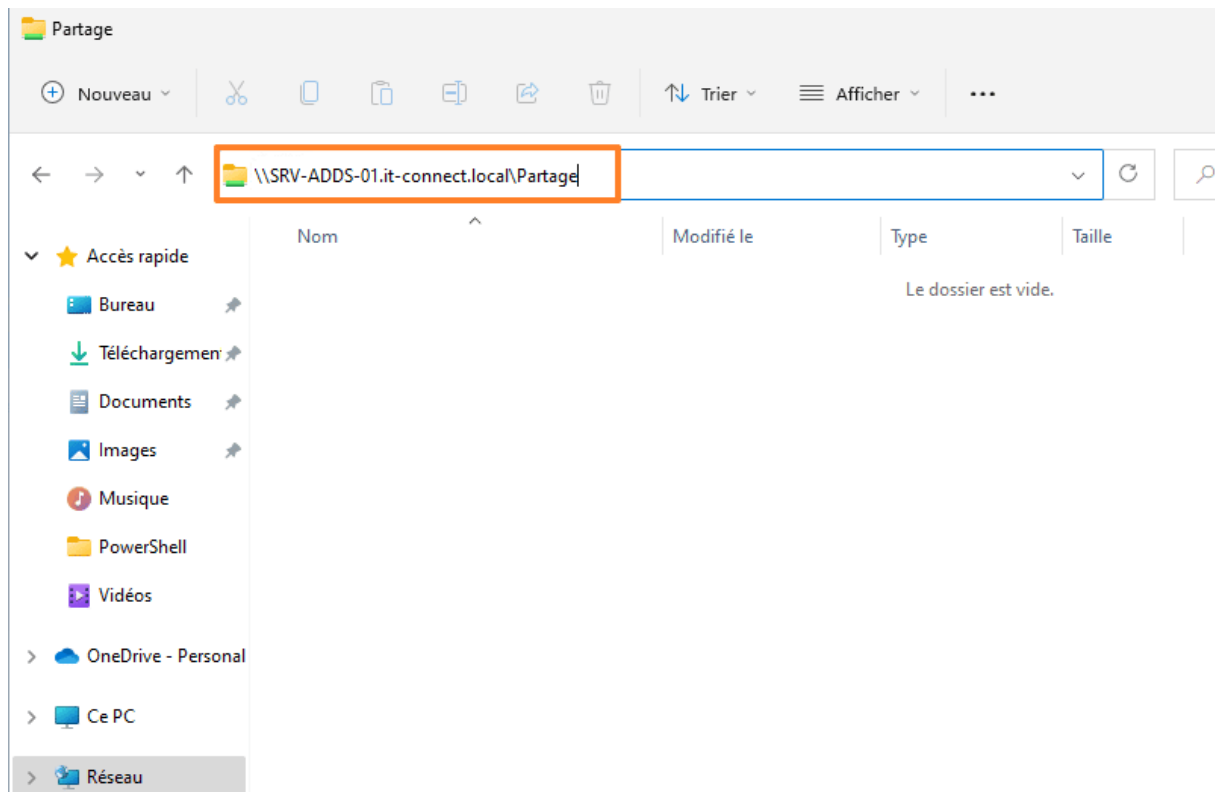 Partage
Nouveau
Trier
Afficher
\\SRV-ADDS-01.it-connect.local\Partage
Nom
Modifié le
Type
Taille
Le dossier est vide.
Accès rapide
Bureau
Téléchargemen
Documents
Images
Musique
PowerShell
Vidéos
OneDrive - Personal
Ce PC
Réseau